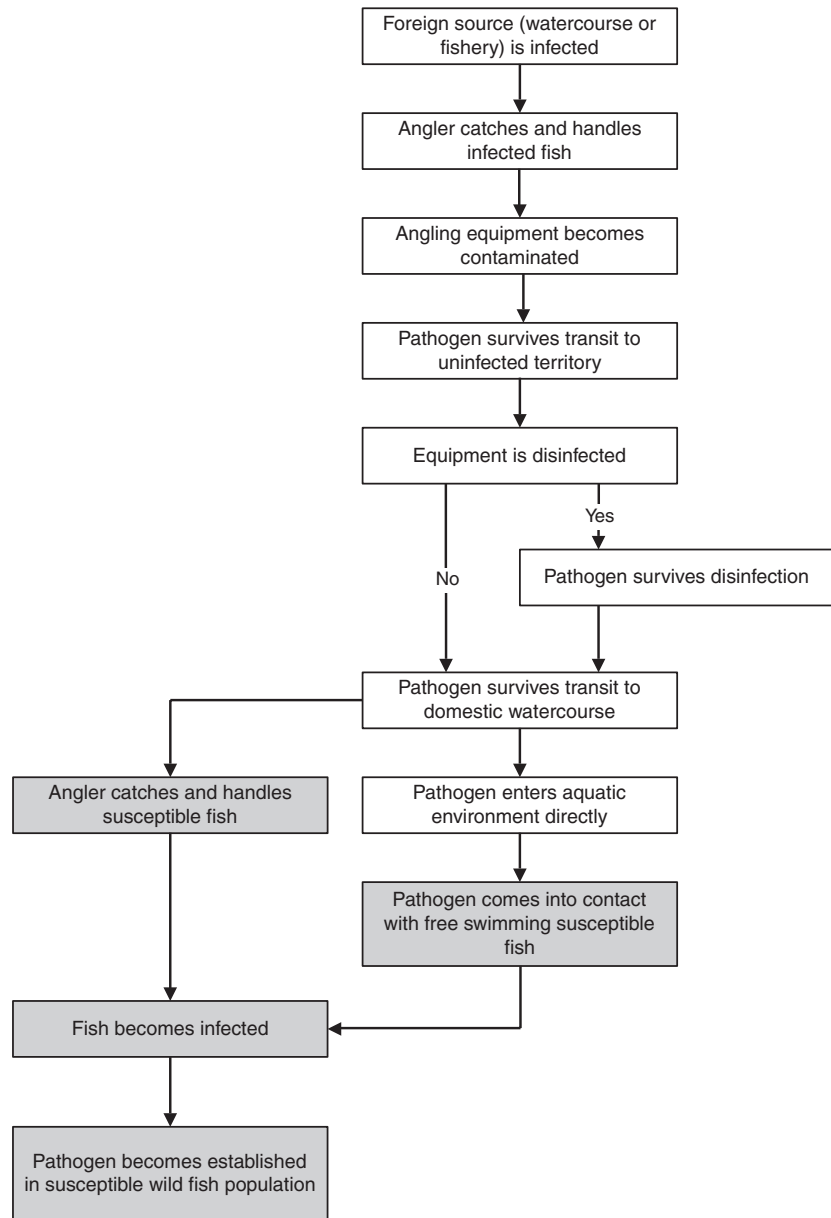 Foreign source (watercourse or
fishery) is infected
Angler catches and handles
infected fish
Angling equipment becomes
contaminated
Pathogen survives transit to
uninfected territory
Equipment is disinfected
Yes
No
Pathogen survives disinfection
Pathogen survives transit to
domestic watercourse
Angler catches and handles
susceptible fish
Pathogen enters aquatic
environment directly
Pathogen comes into contact
with free swimming susceptible
fish
Fish becomes infected
Pathogen becomes established
in susceptible wild fish population